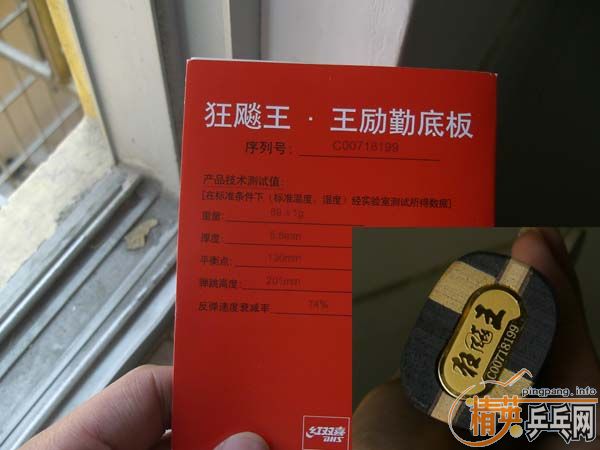 狂飚王·王励勤底板
序列号： C00718199
产品技术测试值：
[在标准条件下（标准温度、湿度）经实验室测试所得数据]
重量：
厚度：
平衡点： 130mm
弹跳高度： 201mm
反弹速度衰减率 74%
红双喜
DHS
狂飚王
C00718199
www.pingpang.info
精英乒乓网